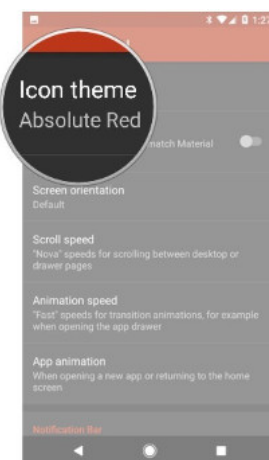 1:27
Icon theme
Absolute Red
match Material
Screen orientation
Default
Scroll speed
"Nova" speeds for scrolling between desktop or
drawer pages
Animation speed
"Fast" speeds for transition animations, for example
when opening the app drawer
App animation
When opening a new app or returning to the home
screen
Notification Bar